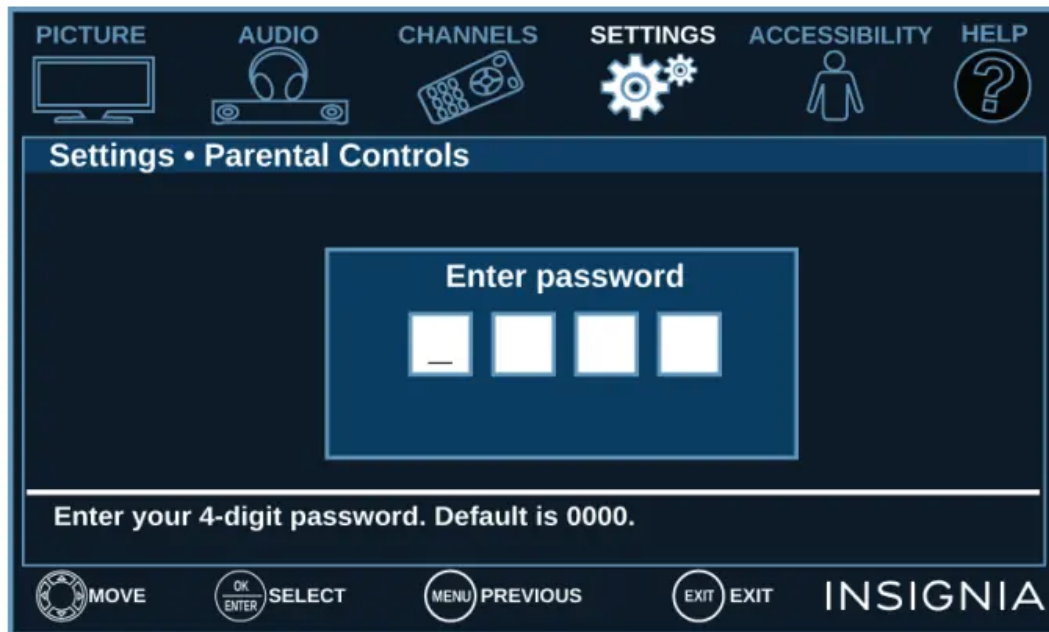 PICTURE AUDIO CHANNELS SETTINGS ACCESSIBILITY HELP
?
Settings • Parental Controls
Enter password
_
Enter your 4-digit password. Default is 0000.
MOVE OK ENTER SELECT MENU PREVIOUS EXIT EXIT INSIGNIA